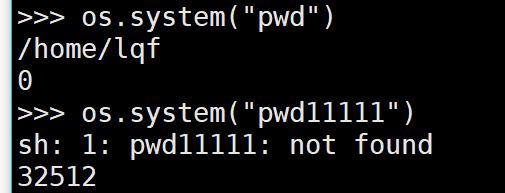 >>> os.system("pwd")
/home/lqf
0
>>> os.system("pwd11111")
sh: 1: pwd11111: not found
32512